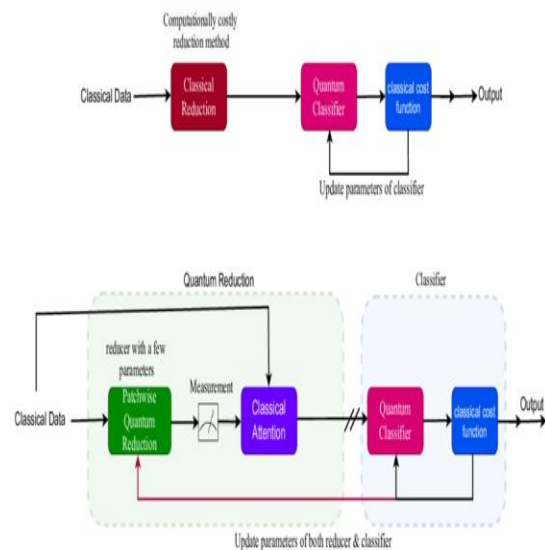 Computationally costly
reduction method
Classical Data
Classical
Reduction
Quantum
Classifier
classical cost
function
Output
Update parameters of classifier
Quantum Reduction
Classifier
reducer with a few
parameters
Measurement
Classical Data
Patchwise
Quantum
Reduction
Classical
Attention
Quantum
Classifier
classical cost
function
Output
Update parameters of both reducer & classifier